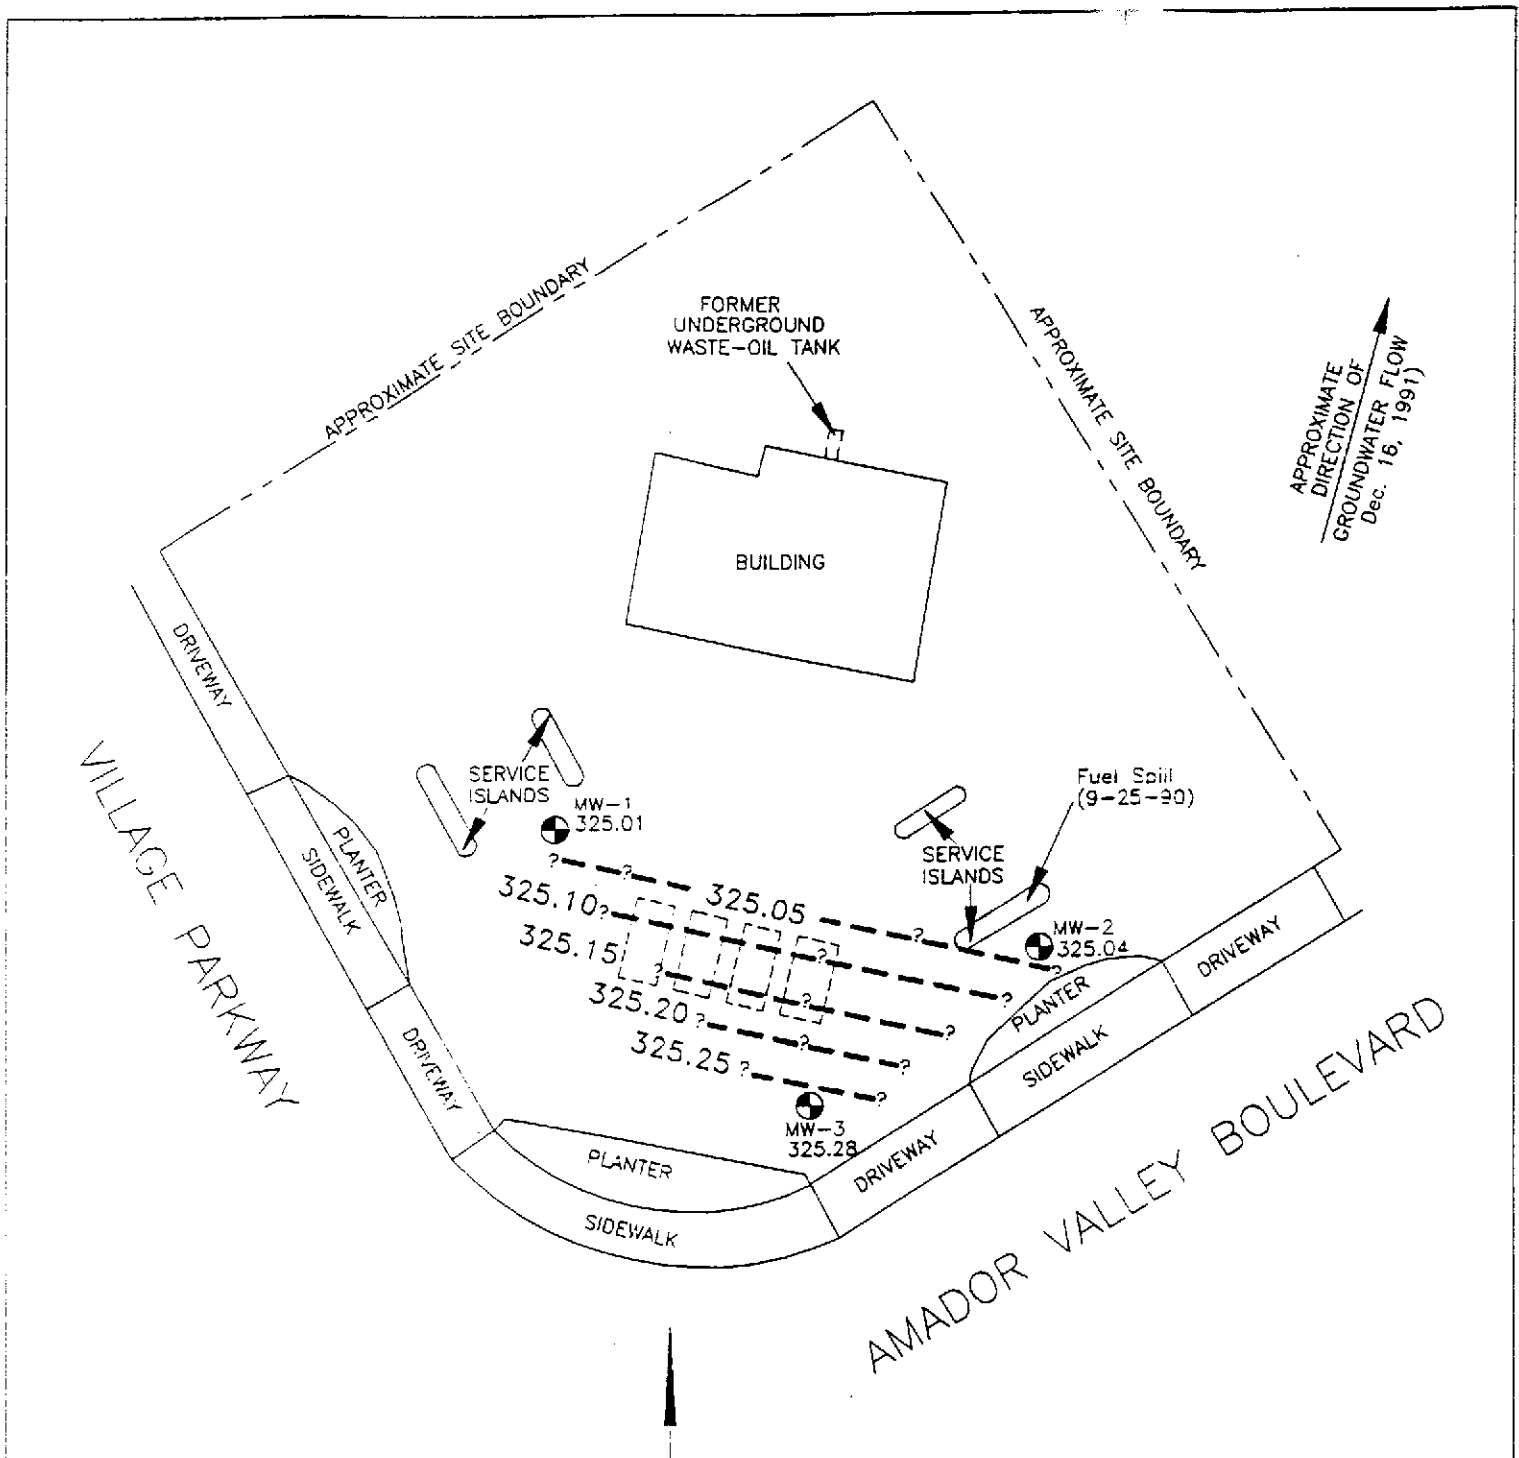 APPROXIMATE SITE BOUNDARY
FORMER
UNDERGROUND
WASTE-OIL TANK
APPROXIMATE SITE BOUNDARY
APPROXIMATE
DIRECTION OF
GROUNDWATER FLOW
Dec. 16, 1991)
BUILDING
DRIVEWAY
VILLAGE PARKWAY
SERVICE
ISLANDS
MW-1
325.01
Fuel Spill
(9-25-90)
SERVICE
ISLANDS
PLANTER
SIDEWALK
? ? 325.05 ? ?
325.10 ? ? ?
325.15 ? ? ?
325.20 ? ? ?
325.25 ? ?
MW-2
325.04
DRIVEWAY
PLANTER
SIDEWALK
DRIVEWAY
MW-3
325.28
DRIVEWAY
PLANTER
SIDEWALK
AMADOR VALLEY BOULEVARD